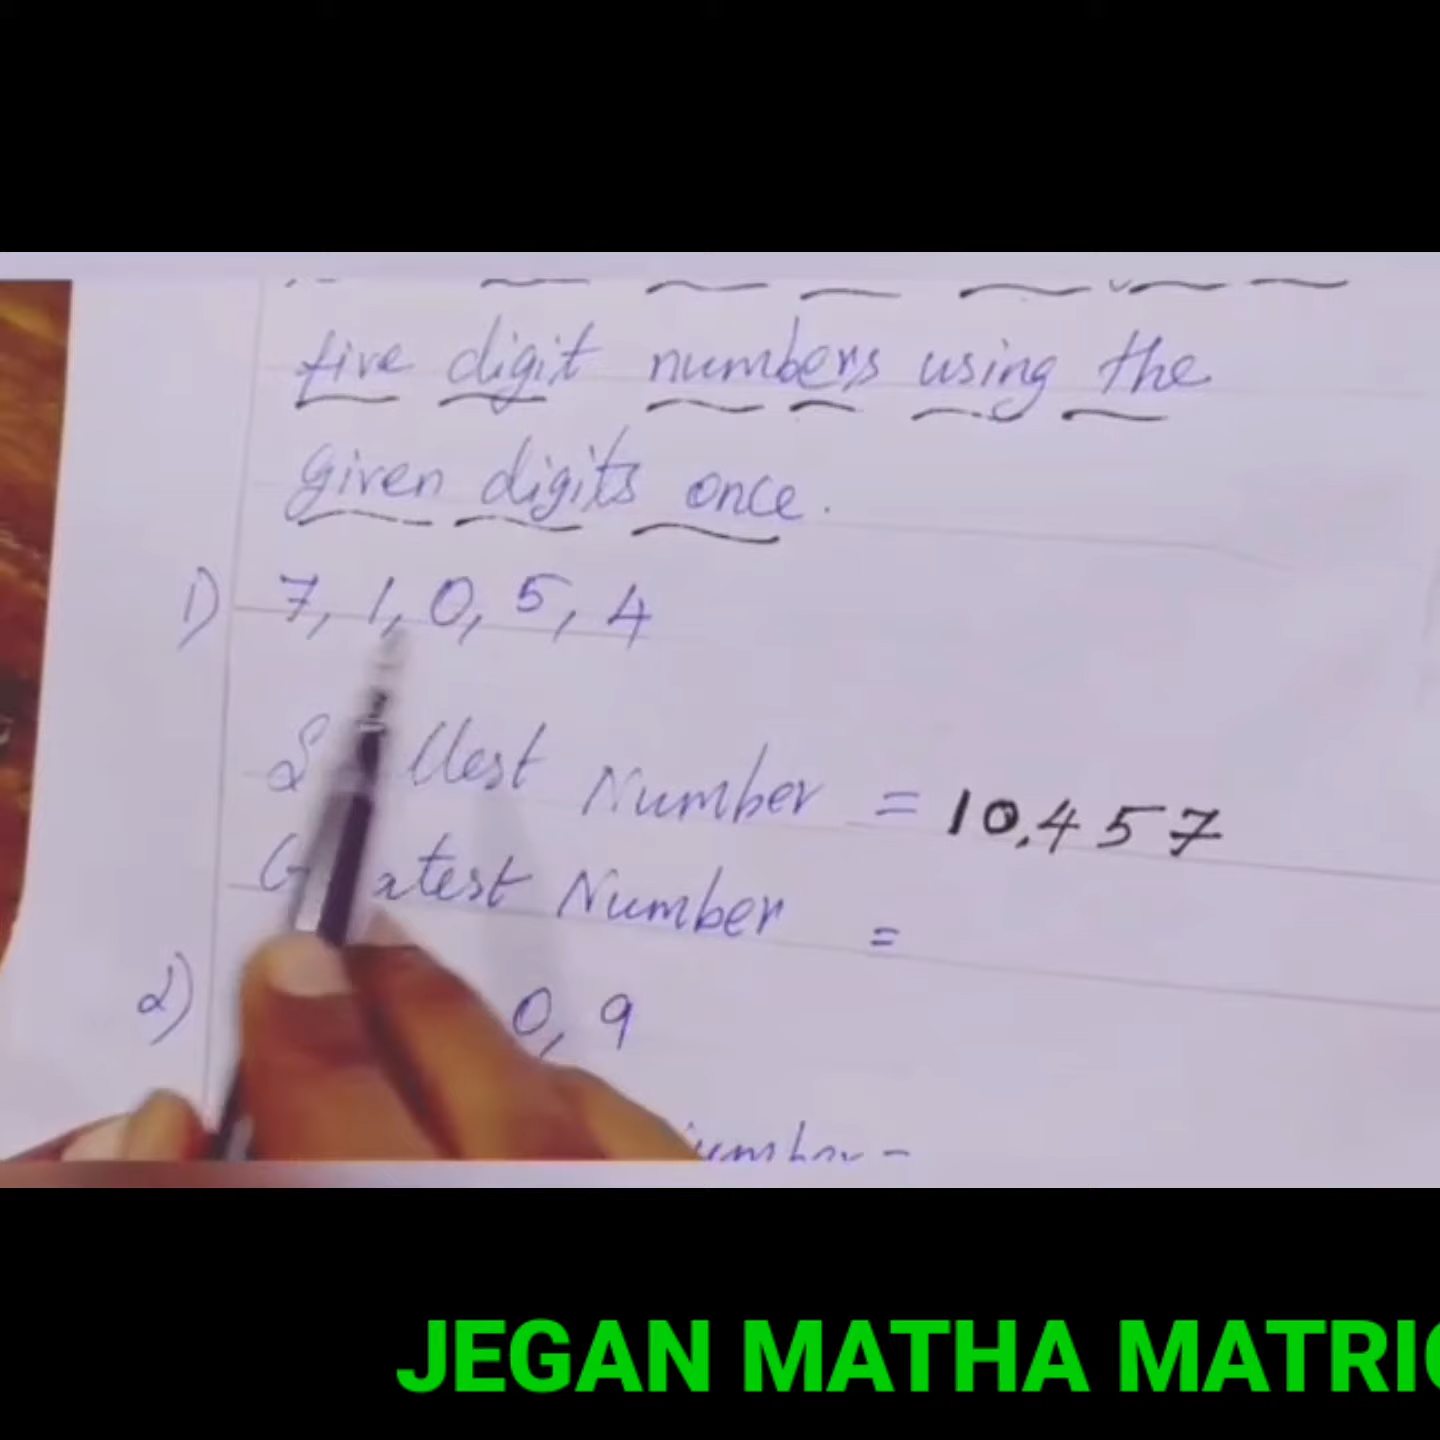 five digit numbers using the
Given digits once.
1) 7, 1, 0, 5, 4
Number = 10,457
Number =
2) 0, 9
JEGAN MATHA MATRIC